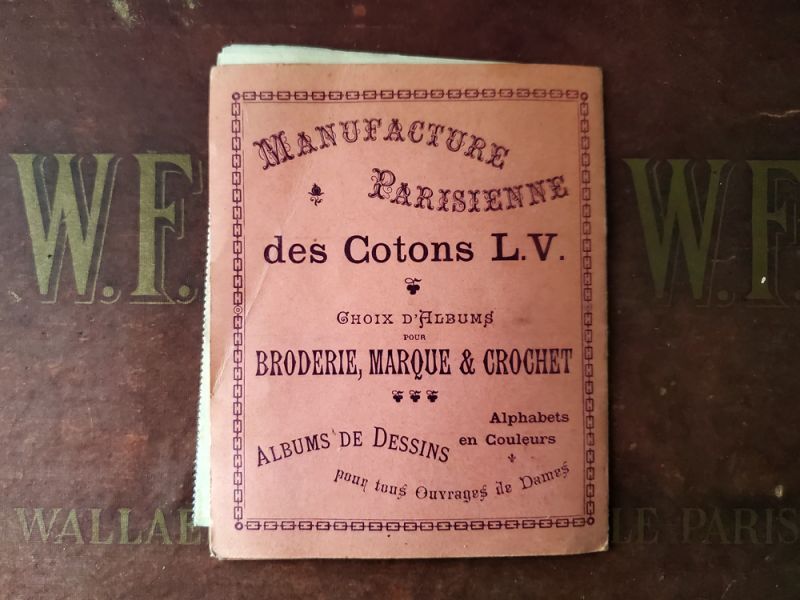 MANUFACTURE
PARISIENNE
des Cotons L.V.
CHOIX D'ALBUMS
POUR
BRODERIE, MARQUE & CROCHET
ALBUMS DE DESSINS
Alphabets
en Couleurs
pour tous Ouvrages de Dames
W.F.
W.F.
LE PARIS